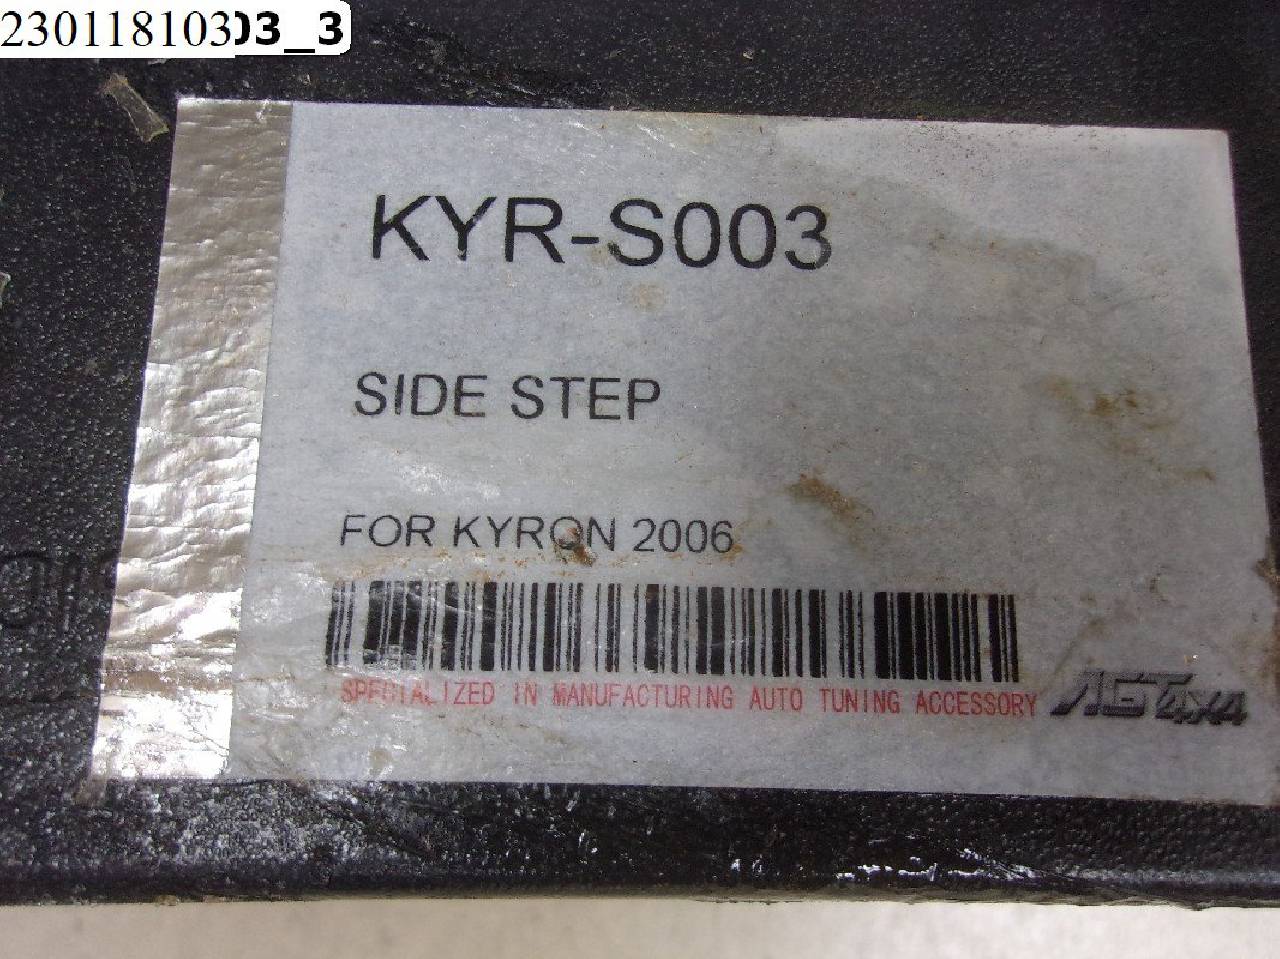 23011810303_3
KYR-S003
SIDE STEP
FOR KYRON 2006
SPECIALIZED IN MANUFACTURING AUTO TUNING ACCESSORY
AGT4X4